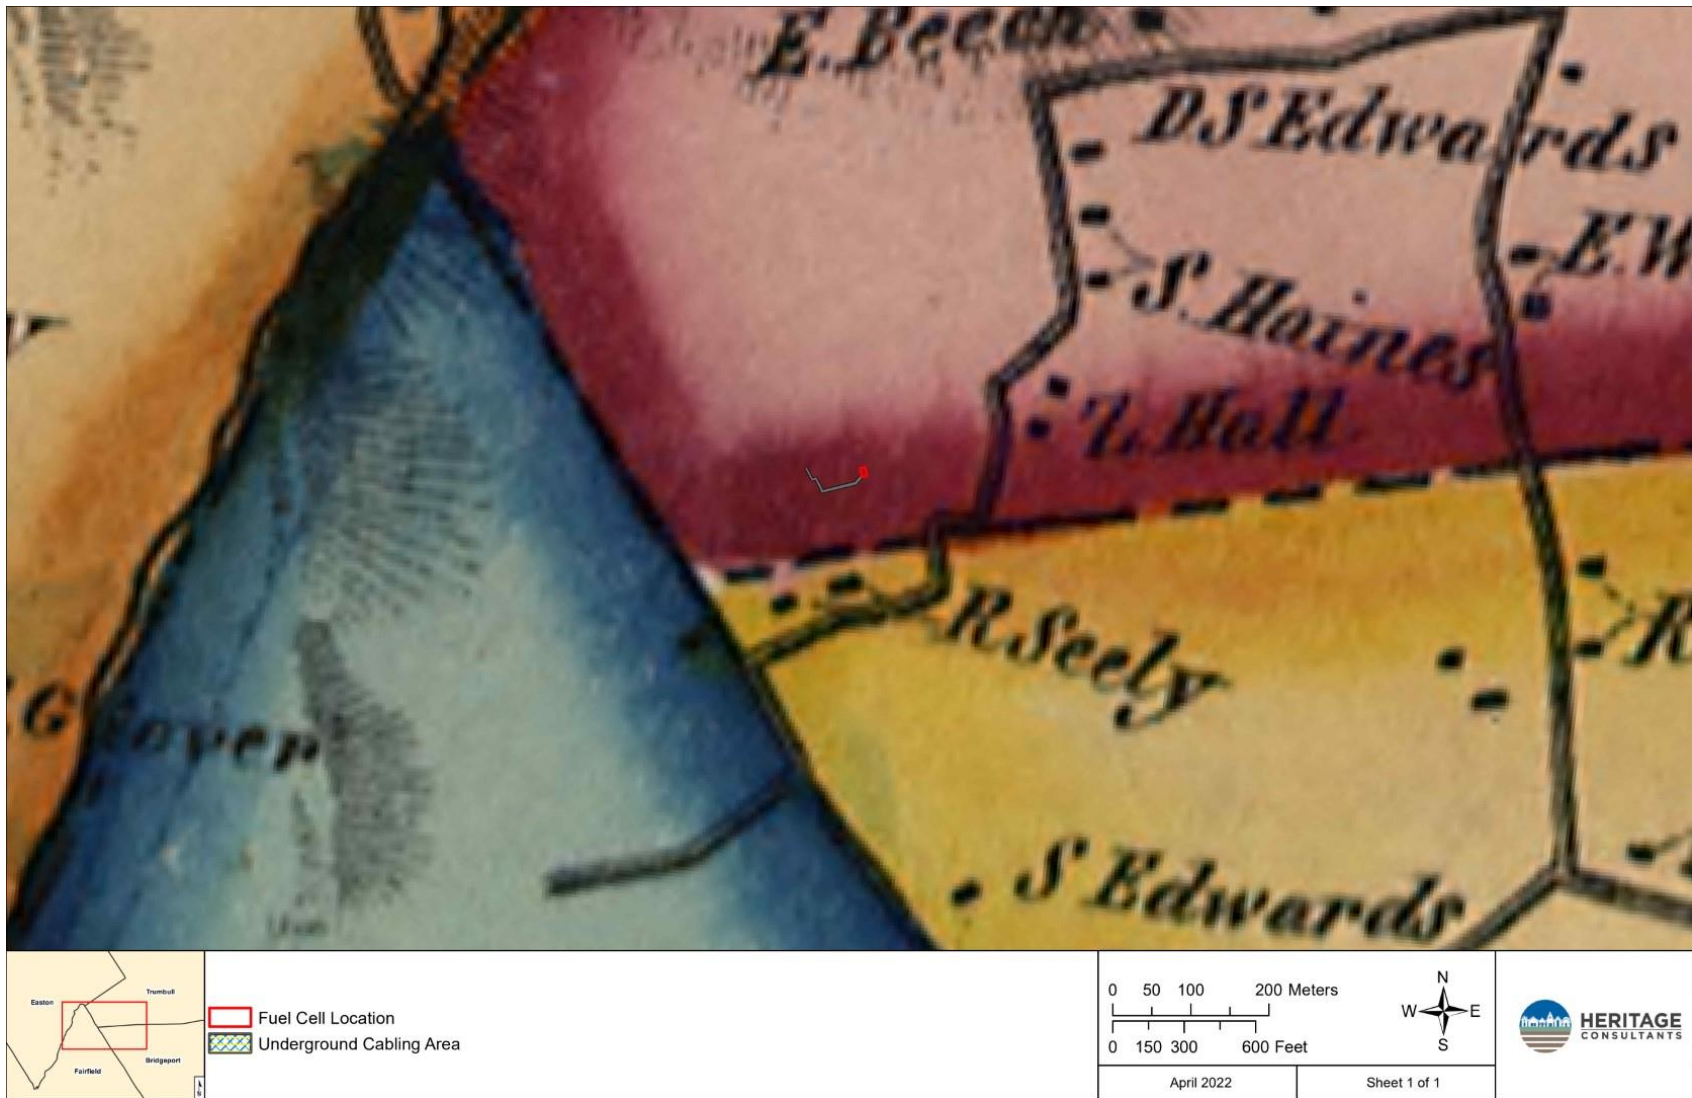 E. Beech
D S Edwards
E. W
S. Haines
Z. Hall
R. Seely
R
G over
S Edwards
Easton
Trumbull
Fairfield
Bridgeport
N
Fuel Cell Location
Underground Cabling Area
0 50 100 200 Meters
0 150 300 600 Feet
N
W E
S
April 2022
Sheet 1 of 1
HERITAGE
CONSULTANTS